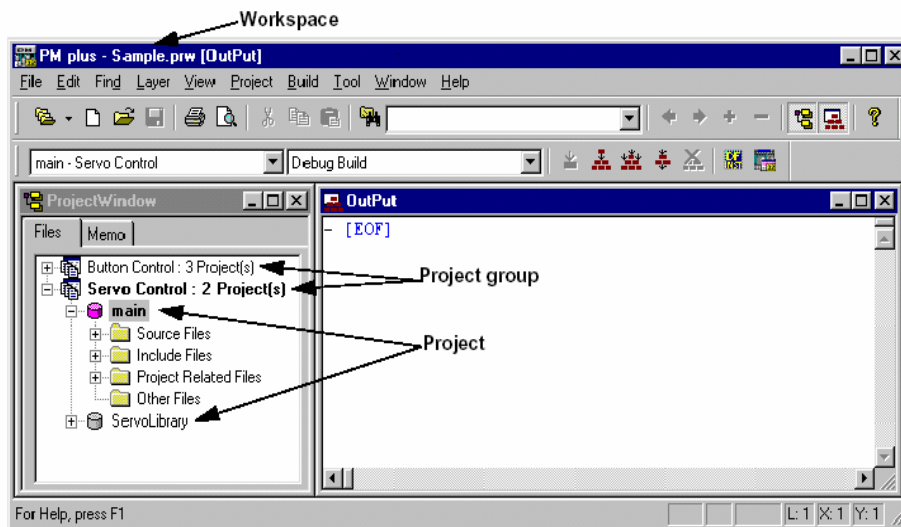 Workspace
PM plus - Sample.prw [OutPut]
File Edit Find Layer View Project Build Tool Window Help
main - Servo Control Debug Build
ProjectWindow
OutPut
Files Memo
[EOF]
Button Control : 3 Project(s)
Project group
Servo Control : 2 Project(s)
main
Source Files
Project
Include Files
Project Related Files
Other Files
ServoLibrary
For Help, press F1
L: 1 X: 1 Y: 1